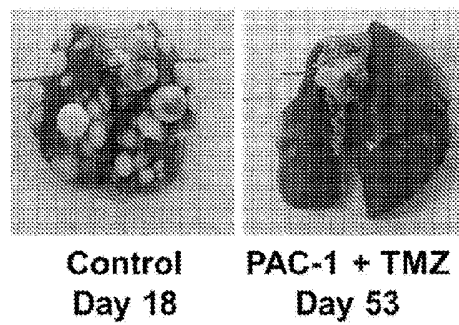 Control
Day 18
PAC-1 + TMZ
Day 53